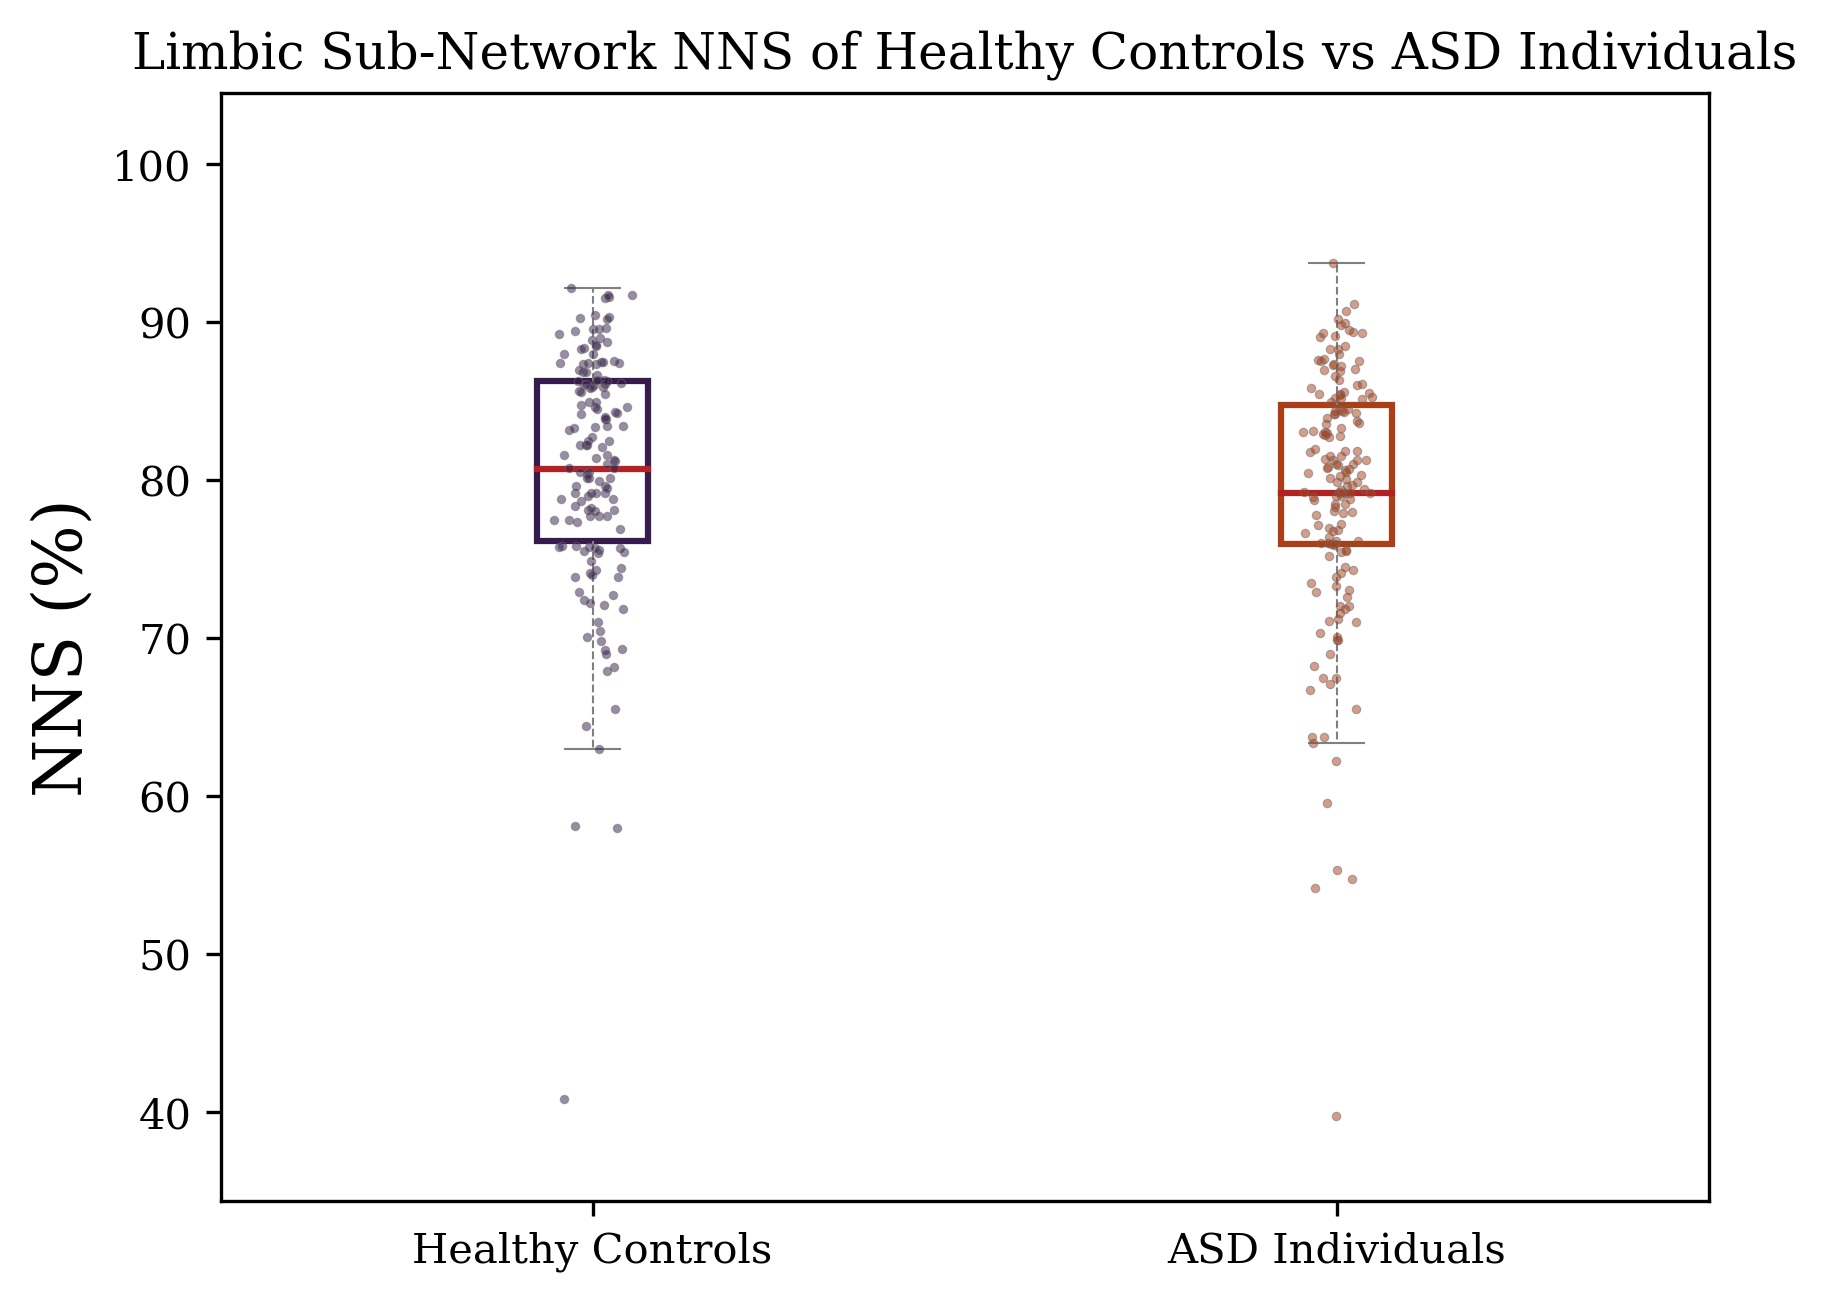 Limbic Sub-Network NNS of Healthy Controls vs ASD Individuals
NNS (%)
100
90
80
70
60
50
40
Healthy Controls
ASD Individuals